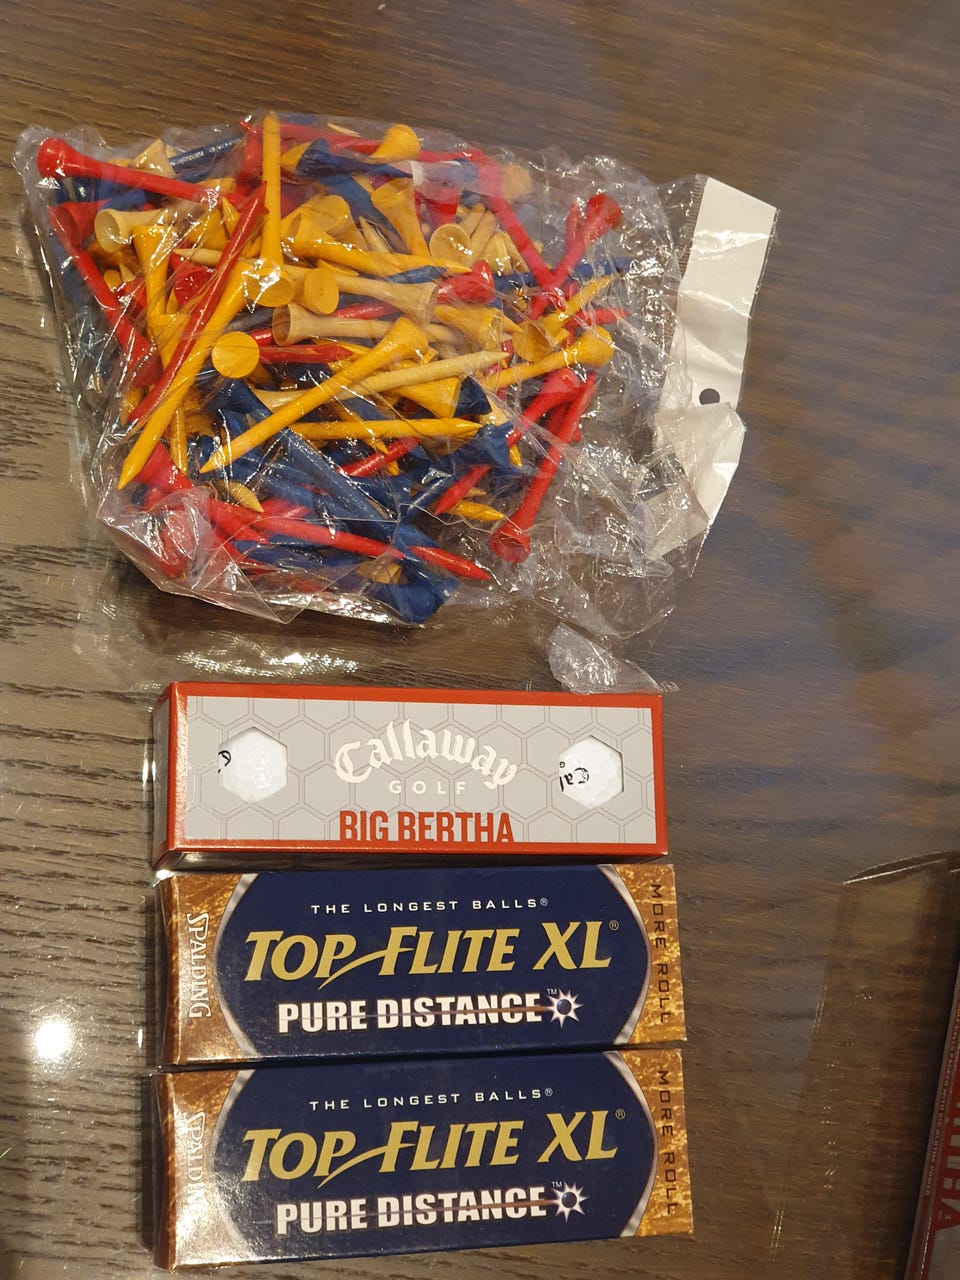 Callaway
GOLF
BIG BERTHA
THE LONGEST BALLS®
TOP-FLITE XL®
PURE DISTANCE™
SPALDING
MORE ROLL
THE LONGEST BALLS®
TOP-FLITE XL®
PURE DISTANCE™
SPALDING
MORE ROLL